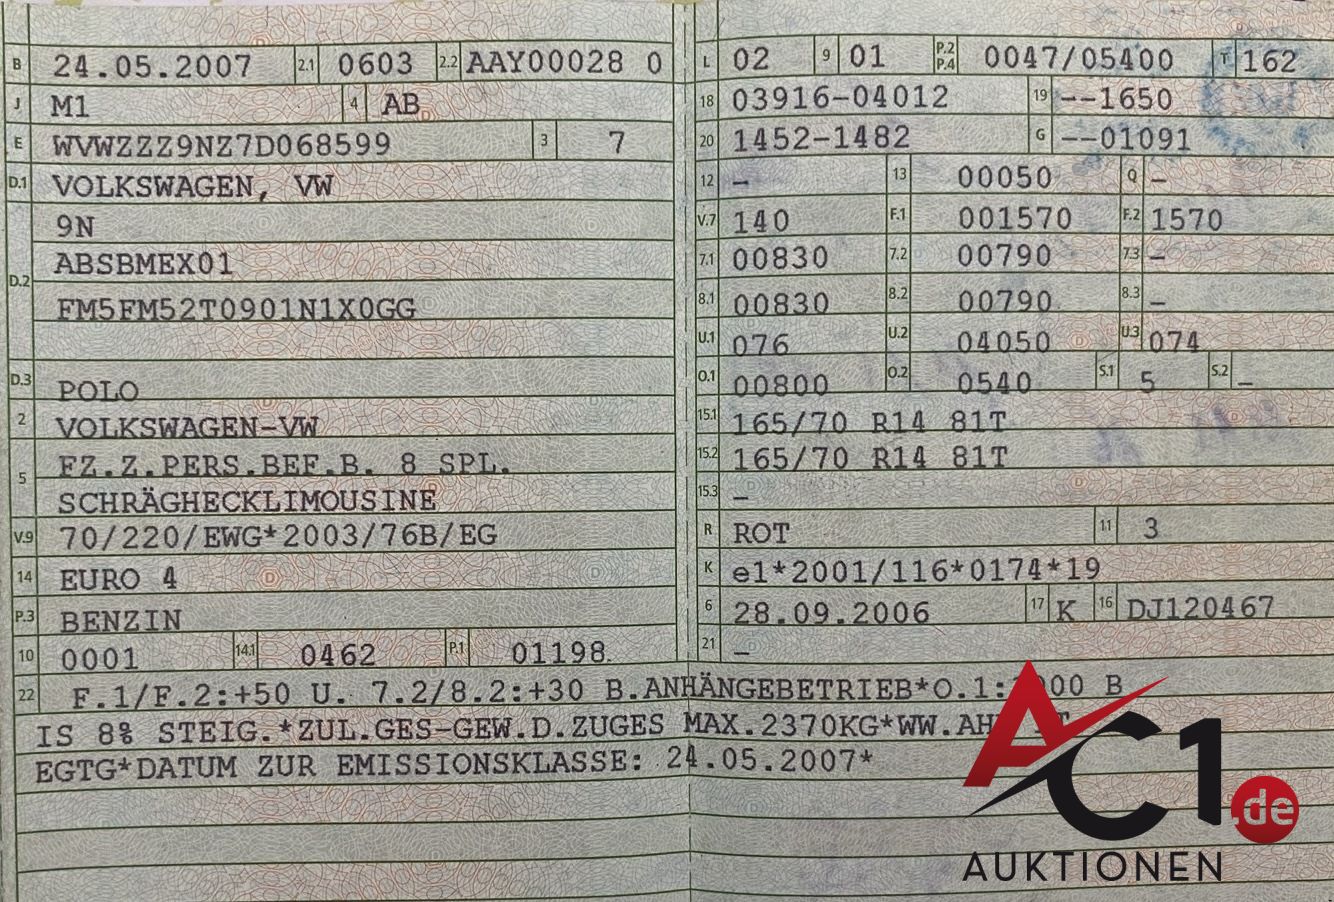 B 24.05.2007 2.1 0603 2.2 AAY00028 0
J M1 4 AB
E WVWZZZ9NZ7D068599 3 7
D.1 VOLKSWAGEN, VW
9N
D.2 ABSBMEX01
FM5FM52T0901N1X0GG
D.3 POLO
2 VOLKSWAGEN-VW
5 FZ.Z.PERS.BEF.B. 8 SPL.
SCHRÄGHECKLIMOUSINE
V.9 70/220/EWG*2003/76B/EG
14 EURO 4
P.3 BENZIN
10 0001 14.1 0462 P.1 01198
L 02 9 01 P.2 P.4 0047/05400 T 162
18 03916-04012 19 --1650
20 1452-1482 G --01091
12 – 13 00050 Q –
V.7 140 F.1 001570 F.2 1570
7.1 00830 7.2 00790 7.3 –
8.1 00830 8.2 00790 8.3 –
U.1 076 U.2 04050 U.3 074
O.1 00800 O.2 0540 S.1 5 S.2 –
15.1 165/70 R14 81T
15.2 165/70 R14 81T
15.3 –
R ROT 11 3
K e1*2001/116*0174*19
6 28.09.2006 17 K 16 DJ120467
21 –
22 F.1/F.2:+50 U. 7.2/8.2:+30 B.ANHÄNGEBETRIEB*O.1: 00 B
IS 8% STEIG.*ZUL.GES-GEW.D.ZUGES MAX.2370KG*WW.
EGTG*DATUM ZUR EMISSIONSKLASSE: 24.05.2007*
AC1.de
AUKTIONEN